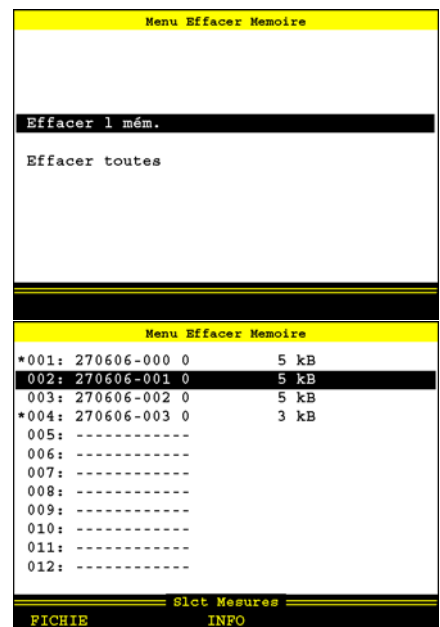 Menu Effacer Memoire
Effacer 1 mém.
Effacer toutes
Menu Effacer Memoire
*001: 270606-000 0 5 kB
002: 270606-001 0 5 kB
003: 270606-002 0 5 kB
*004: 270606-003 0 3 kB
005: ------------
006: ------------
007: ------------
008: ------------
009: ------------
010: ------------
011: ------------
012: ------------
Slct Mesures
FICHIE INFO